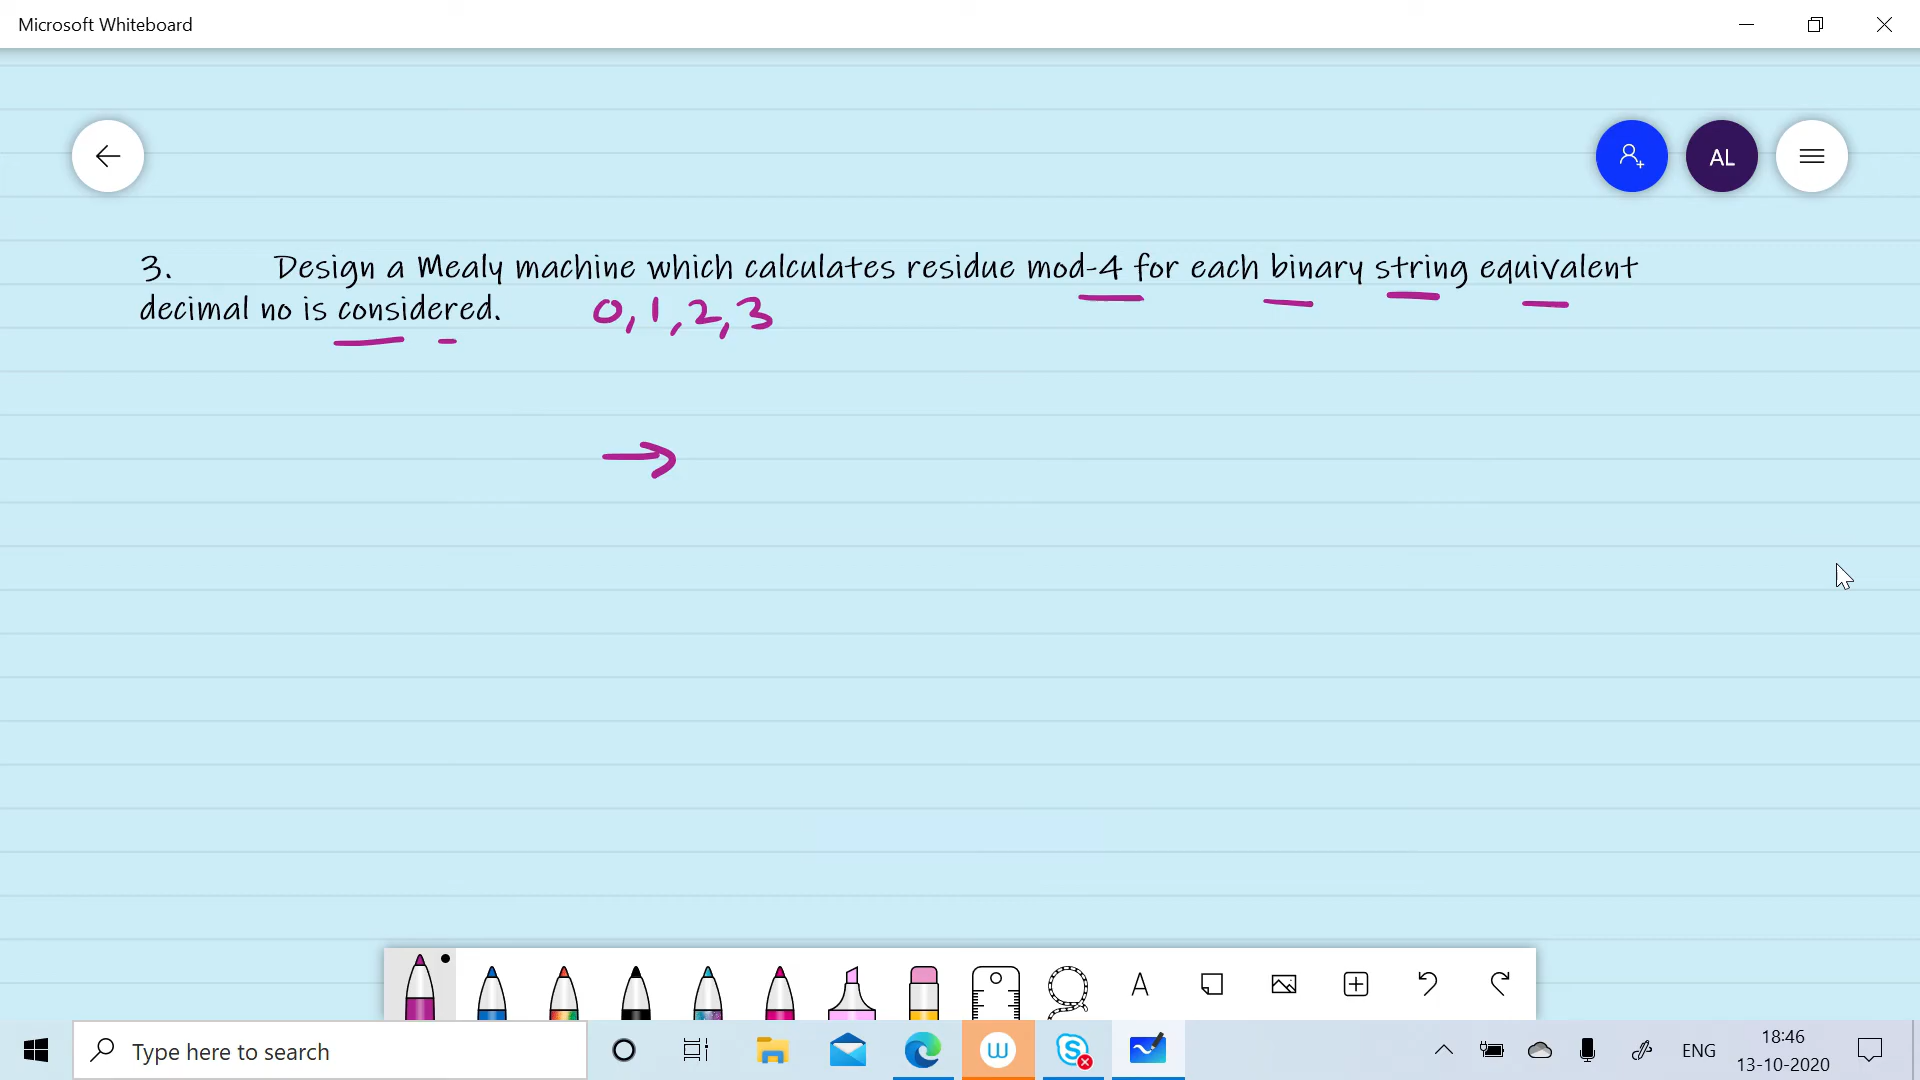 Microsoft Whiteboard
AL
3. Design a Mealy machine which calculates residue mod-4 for each binary string equivalent
decimal no is considered.
0, 1, 2, 3
A
Type here to search
W
S
ENG
18:46
13-10-2020